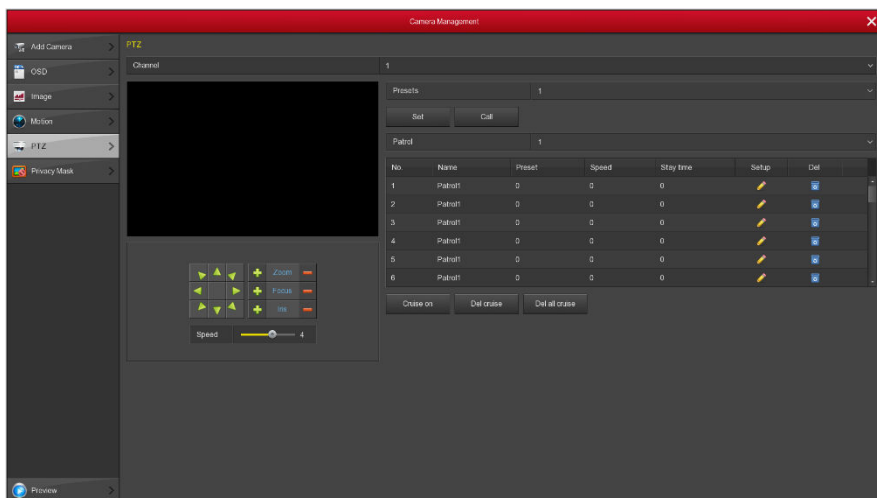 Camera Management
Add Camera
OSD
Image
Motion
PTZ
Privacy Mask
Preview
PTZ
Channel 1
Presets 1
Set Call
Patrol 1
No. Name Preset Speed Stay time Setup Del
1 Patrol1 0 0 0
2 Patrol1 0 0 0
3 Patrol1 0 0 0
4 Patrol1 0 0 0
5 Patrol1 0 0 0
6 Patrol1 0 0 0
Cruise on Del cruise Del all cruise
Zoom
Focus
Iris
Speed 4